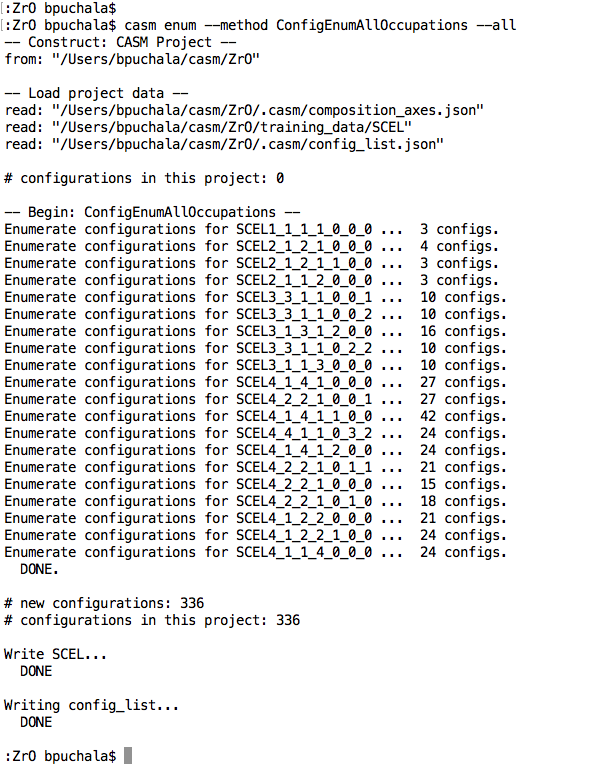 [:ZrO bpuchala$
[:ZrO bpuchala$ casm enum --method ConfigEnumAllOccupations --all
-- Construct: CASM Project --
from: "/Users/bpuchala/casm/ZrO"
-- Load project data --
read: "/Users/bpuchala/casm/ZrO/.casm/composition_axes.json"
read: "/Users/bpuchala/casm/ZrO/training_data/SCEL"
read: "/Users/bpuchala/casm/ZrO/.casm/config_list.json"
# configurations in this project: 0
-- Begin: ConfigEnumAllOccupations --
Enumerate configurations for SCEL1_1_1_1_0_0_0 ...  3 configs.
Enumerate configurations for SCEL2_1_2_1_0_0_0 ...  4 configs.
Enumerate configurations for SCEL2_1_2_1_1_0_0 ...  3 configs.
Enumerate configurations for SCEL2_1_1_2_0_0_0 ...  3 configs.
Enumerate configurations for SCEL3_3_1_1_0_0_1 ...  10 configs.
Enumerate configurations for SCEL3_3_1_1_0_0_2 ...  10 configs.
Enumerate configurations for SCEL3_1_3_1_2_0_0 ...  16 configs.
Enumerate configurations for SCEL3_3_1_1_0_2_2 ...  10 configs.
Enumerate configurations for SCEL3_1_1_3_0_0_0 ...  10 configs.
Enumerate configurations for SCEL4_1_4_1_0_0_0 ...  27 configs.
Enumerate configurations for SCEL4_2_2_1_0_0_1 ...  27 configs.
Enumerate configurations for SCEL4_1_4_1_1_0_0 ...  42 configs.
Enumerate configurations for SCEL4_4_1_1_0_3_2 ...  24 configs.
Enumerate configurations for SCEL4_1_4_1_2_0_0 ...  24 configs.
Enumerate configurations for SCEL4_2_2_1_0_1_1 ...  21 configs.
Enumerate configurations for SCEL4_2_2_1_0_0_0 ...  15 configs.
Enumerate configurations for SCEL4_2_2_1_0_1_0 ...  18 configs.
Enumerate configurations for SCEL4_1_2_2_0_0_0 ...  21 configs.
Enumerate configurations for SCEL4_1_2_2_1_0_0 ...  24 configs.
Enumerate configurations for SCEL4_1_1_4_0_0_0 ...  24 configs.
  DONE.
# new configurations: 336
# configurations in this project: 336
Write SCEL...
  DONE
Writing config_list...
  DONE
:ZrO bpuchala$